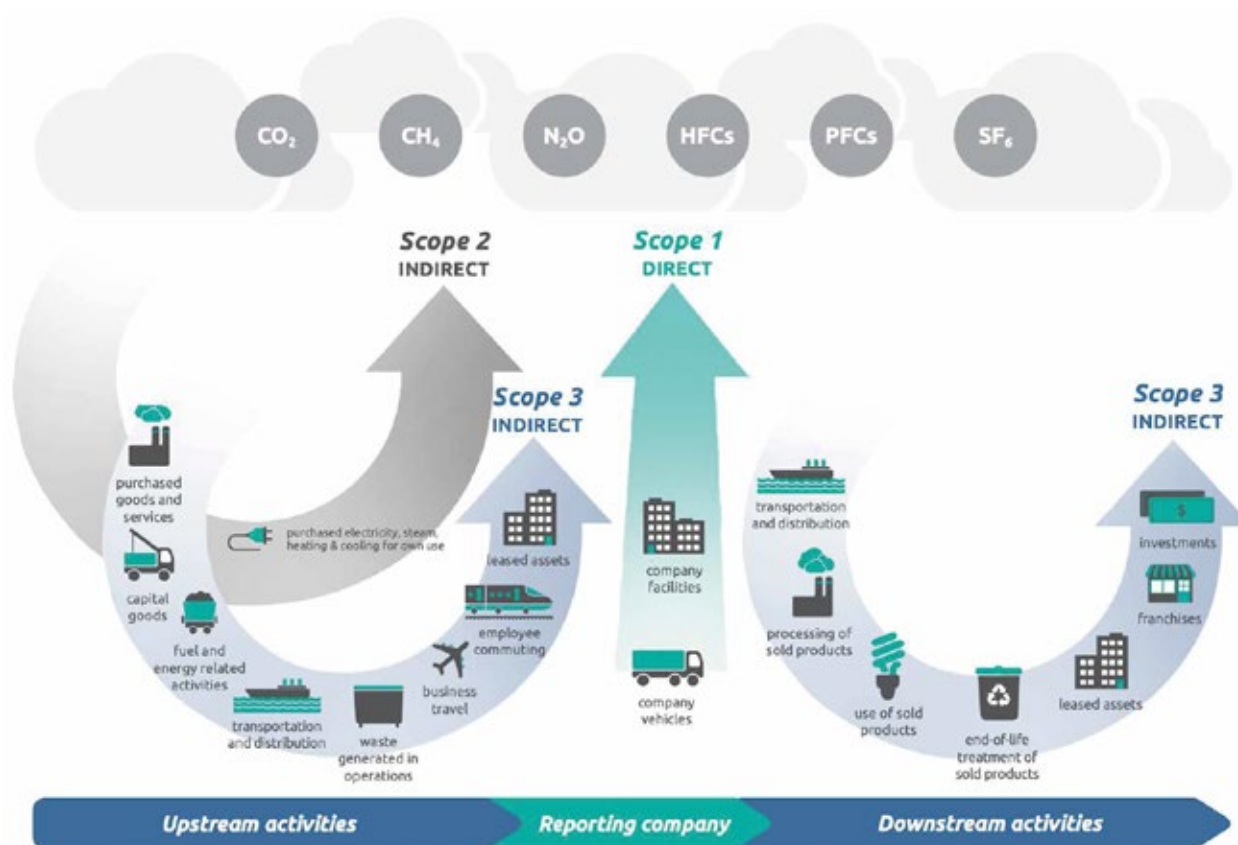 CO₂
CH₄
N₂O
HFCs
PFCs
SF₆
Scope 2
INDIRECT
Scope 1
DIRECT
Scope 3
INDIRECT
Scope 3
INDIRECT
purchased
goods and
services
capital
goods
fuel and
energy related
activities
transportation
and distribution
waste
generated in
operations
business
travel
employee
commuting
leased assets
purchased electricity, steam,
heating & cooling for own use
company
facilities
company
vehicles
transportation
and distribution
processing of
sold products
use of sold
products
end-of-life
treatment of
sold products
leased assets
franchises
$
investments
Upstream activities
Reporting company
Downstream activities